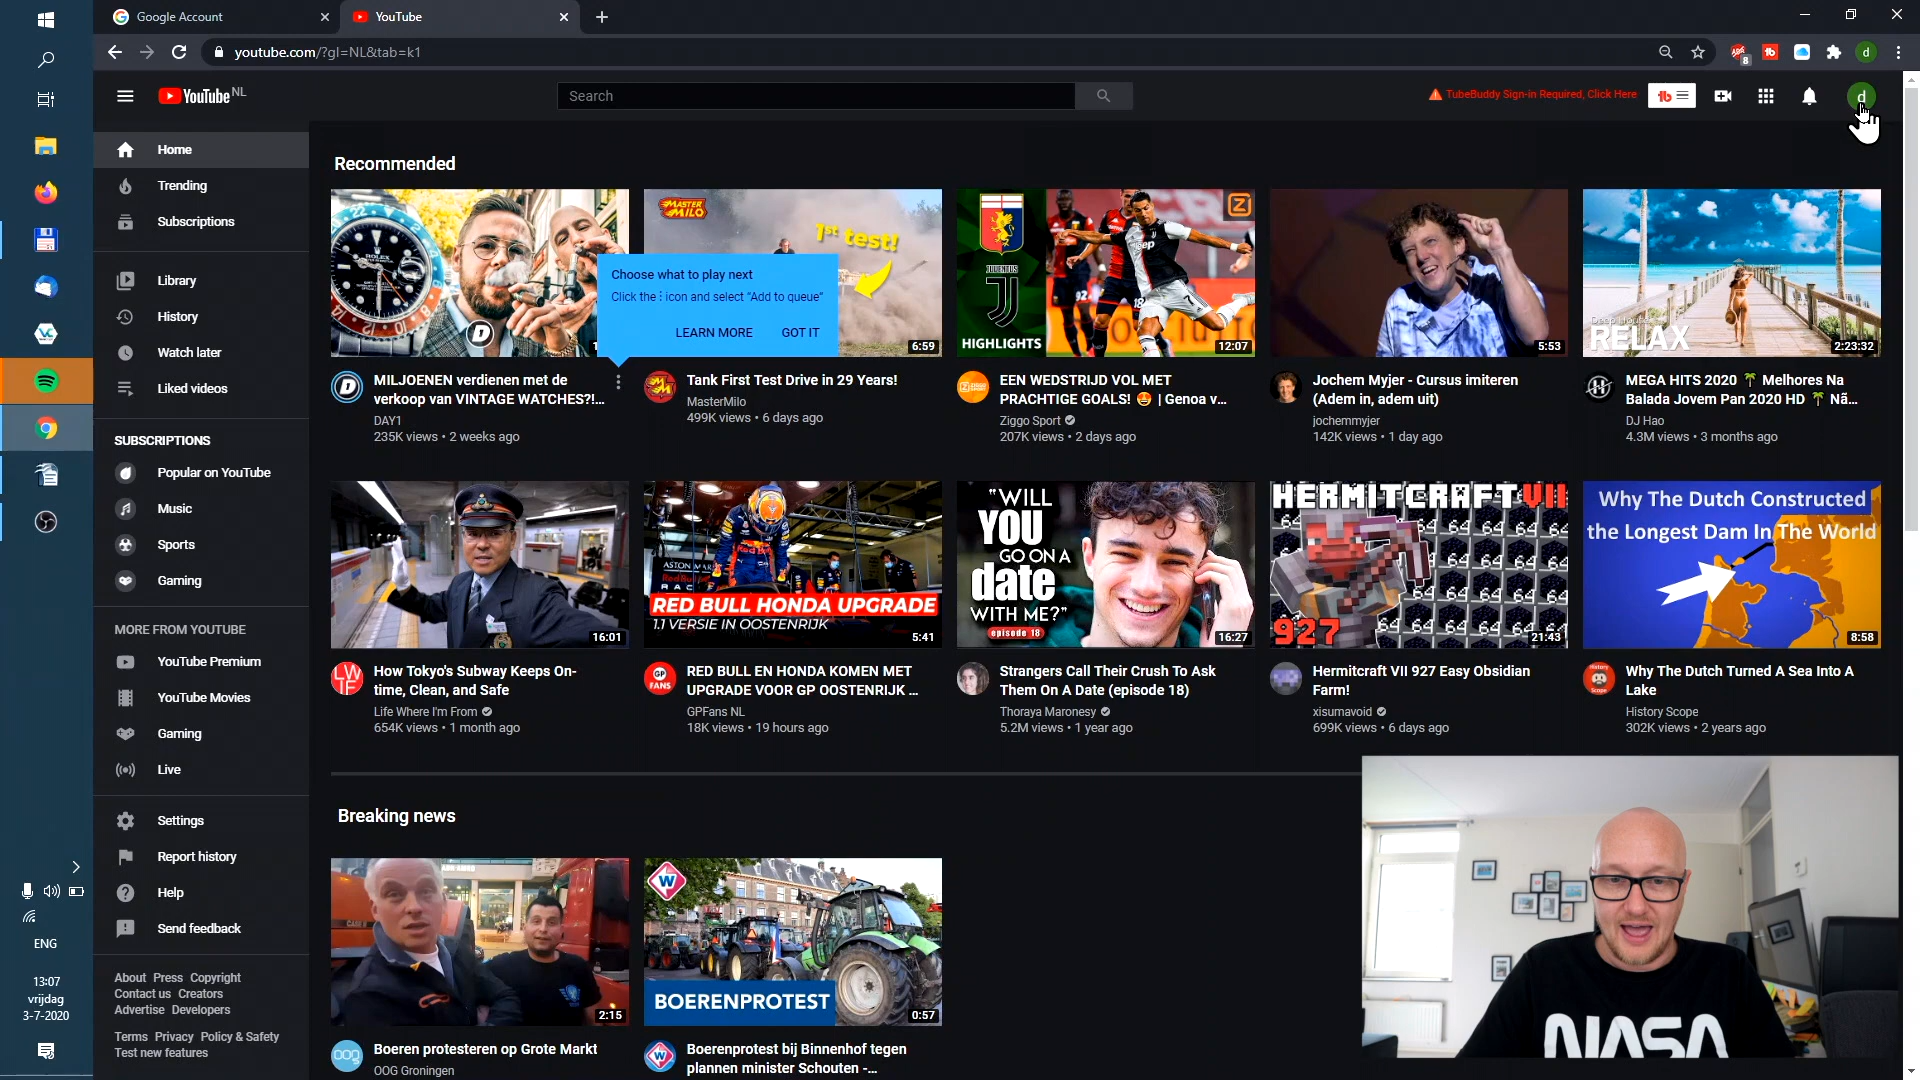 Google Account
YouTube
youtube.com/?gl=NL&tab=k1
8
d
YouTube NL
Search
TubeBuddy Sign-in Required, Click Here
tb
d
Home
Trending
Subscriptions
Library
History
Watch later
Liked videos
SUBSCRIPTIONS
Popular on YouTube
Music
Sports
Gaming
MORE FROM YOUTUBE
YouTube Premium
YouTube Movies
Gaming
Live
Settings
Report history
Help
Send feedback
About Press Copyright
Contact us Creators
Advertise Developers
Terms Privacy Policy & Safety
Test new features
Recommended
ROLEX
D
MASTER MILO
1st test!
6:59
Choose what to play next
Click the ⋮ icon and select "Add to queue"
LEARN MORE GOT IT
JUVENTUS
Jeep
HIGHLIGHTS
12:07
5:53
Deep House
RELAX
2:23:32
MILJOENEN verdienen met de
verkoop van VINTAGE WATCHES?!...
DAY1
235K views • 2 weeks ago
Tank First Test Drive in 29 Years!
MasterMilo
499K views • 6 days ago
EEN WEDSTRIJD VOL MET
PRACHTIGE GOALS! 🤩 | Genoa v...
Ziggo Sport
207K views • 2 days ago
Jochem Myjer - Cursus imiteren
(Adem in, adem uit)
jochemmyjer
142K views • 1 day ago
MEGA HITS 2020 🌴 Melhores Na
Balada Jovem Pan 2020 HD 🌴 Nã...
DJ Hao
4.3M views • 3 months ago
16:01
ASTON MAR
RED BULL HONDA UPGRADE
1.1 VERSIE IN OOSTENRIJK
5:41
"WILL
YOU
GO ON A
date
WITH ME?"
episode 18
16:27
HERMITCRAFT VII
64
927
21:43
Why The Dutch Constructed
the Longest Dam In The World
8:58
How Tokyo's Subway Keeps On-
time, Clean, and Safe
Life Where I'm From
654K views • 1 month ago
RED BULL EN HONDA KOMEN MET
UPGRADE VOOR GP OOSTENRIJK ...
GPFans NL
18K views • 19 hours ago
Strangers Call Their Crush To Ask
Them On A Date (episode 18)
Thoraya Maronesy
5.2M views • 1 year ago
Hermitcraft VII 927 Easy Obsidian
Farm!
xisumavoid
699K views • 6 days ago
Why The Dutch Turned A Sea Into A
Lake
History Scope
302K views • 2 years ago
Breaking news
2:15
BOERENPROTEST
0:57
Boeren protesteren op Grote Markt
OOG Groningen
Boerenprotest bij Binnenhof tegen
plannen minister Schouten -...
NASA
ENG
13:07
vrijdag
3-7-2020